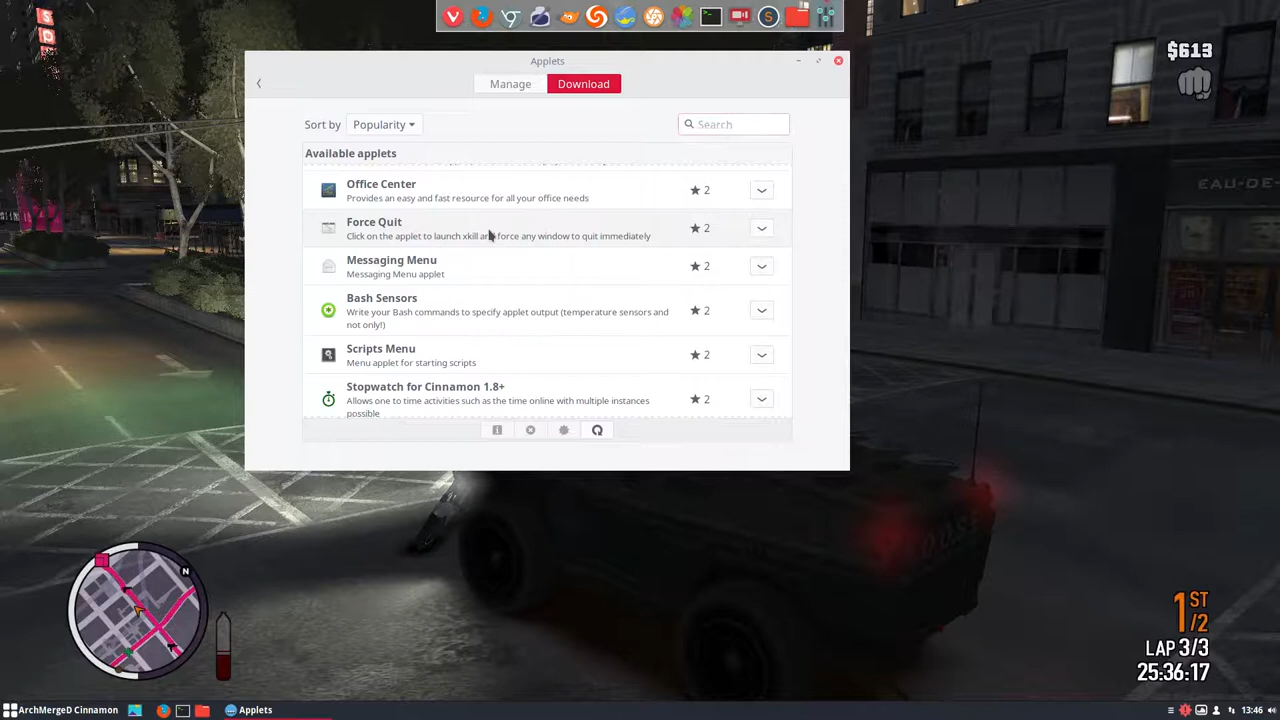 $613
Applets
Manage
Download
Sort by
Popularity
Search
Available applets
Office Center
Provides an easy and fast resource for all your office needs
2
Force Quit
Click on the applet to launch xkill and force any window to quit immediately
2
Messaging Menu
Messaging Menu applet
2
Bash Sensors
Write your Bash commands to specify applet output (temperature sensors and
not only!)
2
Scripts Menu
Menu applet for starting scripts
2
Stopwatch for Cinnamon 1.8+
Allows one to time activities such as the time online with multiple instances
possible
2
EAU-DE-
N
1ST
/2
LAP 3/3
25:36:17
ArchMergeD Cinnamon
Applets
13:46